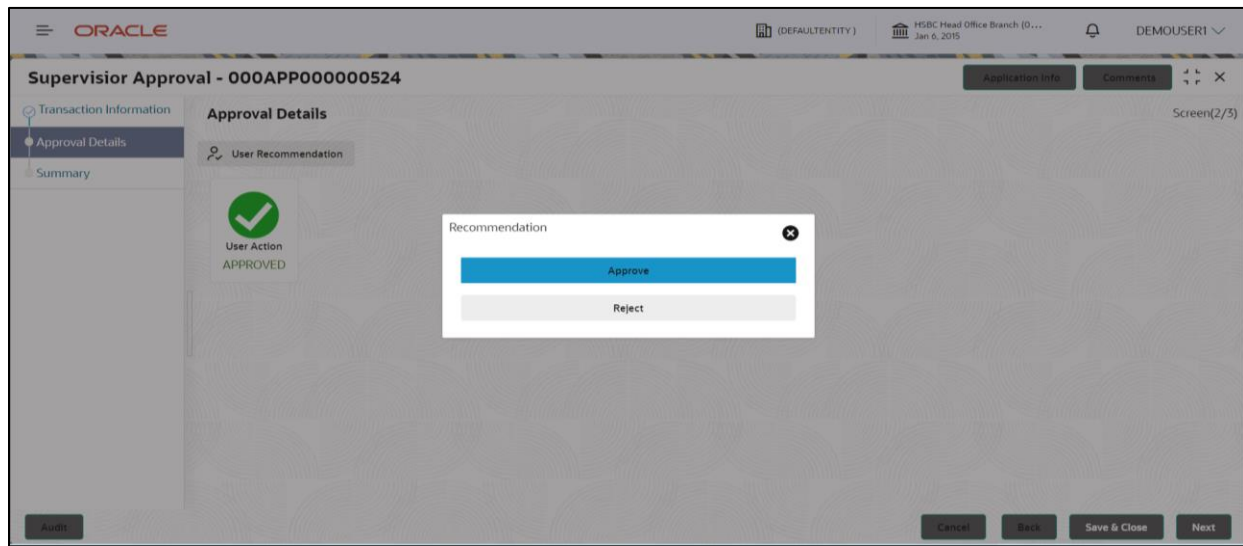 ORACLE
(DEFAULTENTITY)
HSBC Head Office Branch (0...
Jan 6, 2015
DEMOUSER1
Supervisior Approval - 000APP000000524
Application Info
Comments
Transaction Information
Approval Details
Summary
Approval Details
Screen(2/3)
User Recommendation
User Action
APPROVED
Recommendation
Approve
Reject
Audit
Cancel
Back
Save & Close
Next